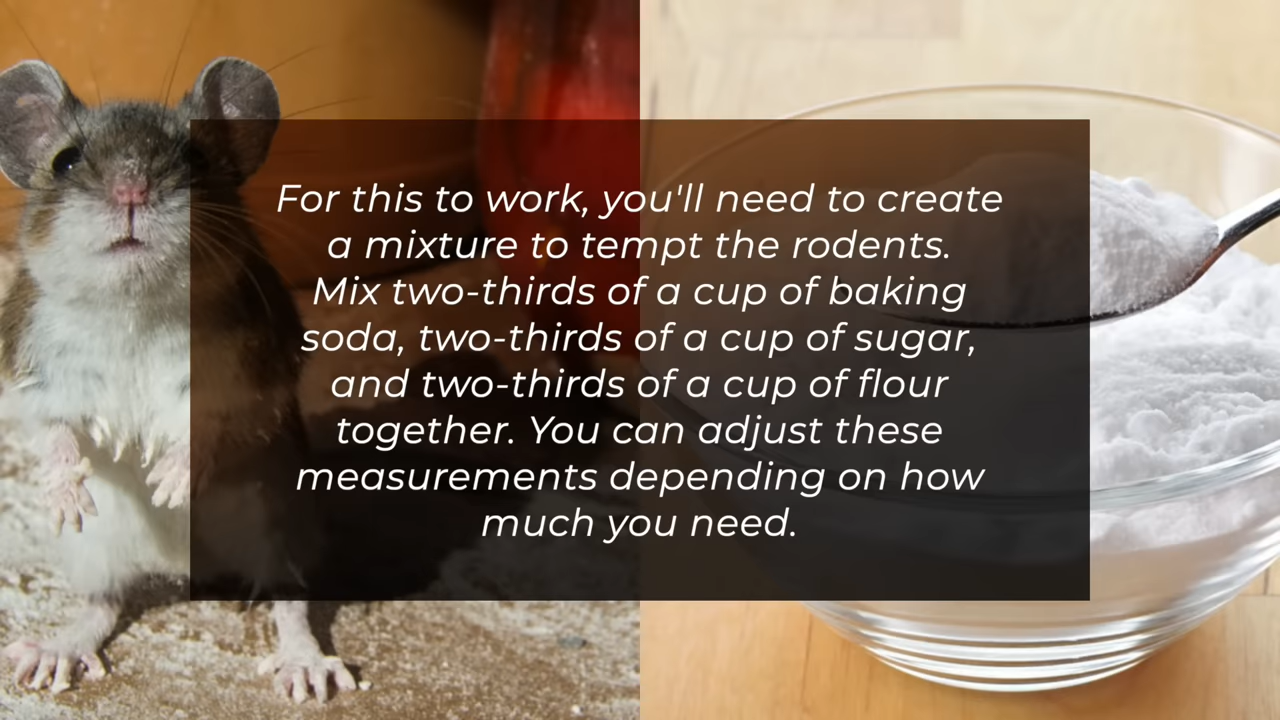 For this to work, you'll need to create
a mixture to tempt the rodents.
Mix two-thirds of a cup of baking
soda, two-thirds of a cup of sugar,
and two-thirds of a cup of flour
together. You can adjust these
measurements depending on how
much you need.